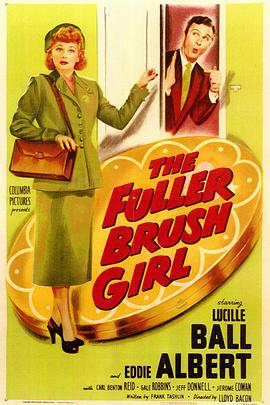 COLUMBIA
PICTURES
presents
THE
FULLER
BRUSH
GIRL
starring
LUCILLE
BALL
and EDDIE ALBERT
with CARL BENTON REID · GALE ROBBINS · JEFF DONNELL · JEROME COWAN
Written by FRANK TASHLIN · Directed by LLOYD BACON